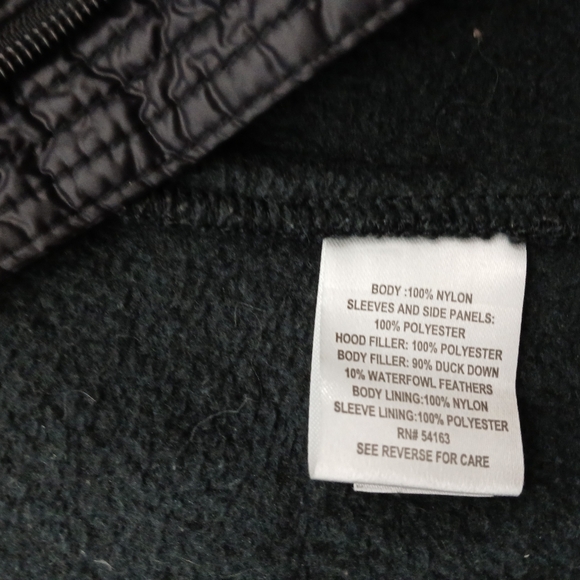 BODY :100% NYLON
SLEEVES AND SIDE PANELS:
100% POLYESTER
HOOD FILLER: 100% POLYESTER
BODY FILLER: 90% DUCK DOWN
10% WATERFOWL FEATHERS
BODY LINING:100% NYLON
SLEEVE LINING:100% POLYESTER
RN# 54163
SEE REVERSE FOR CARE